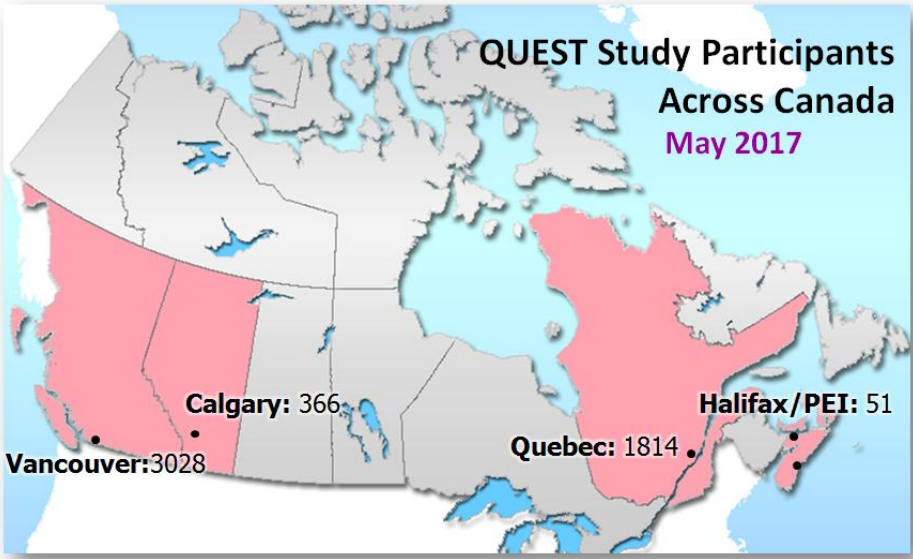 QUEST Study Participants
Across Canada
May 2017
Calgary: 366
Halifax/PEI: 51
Quebec: 1814
Vancouver:3028